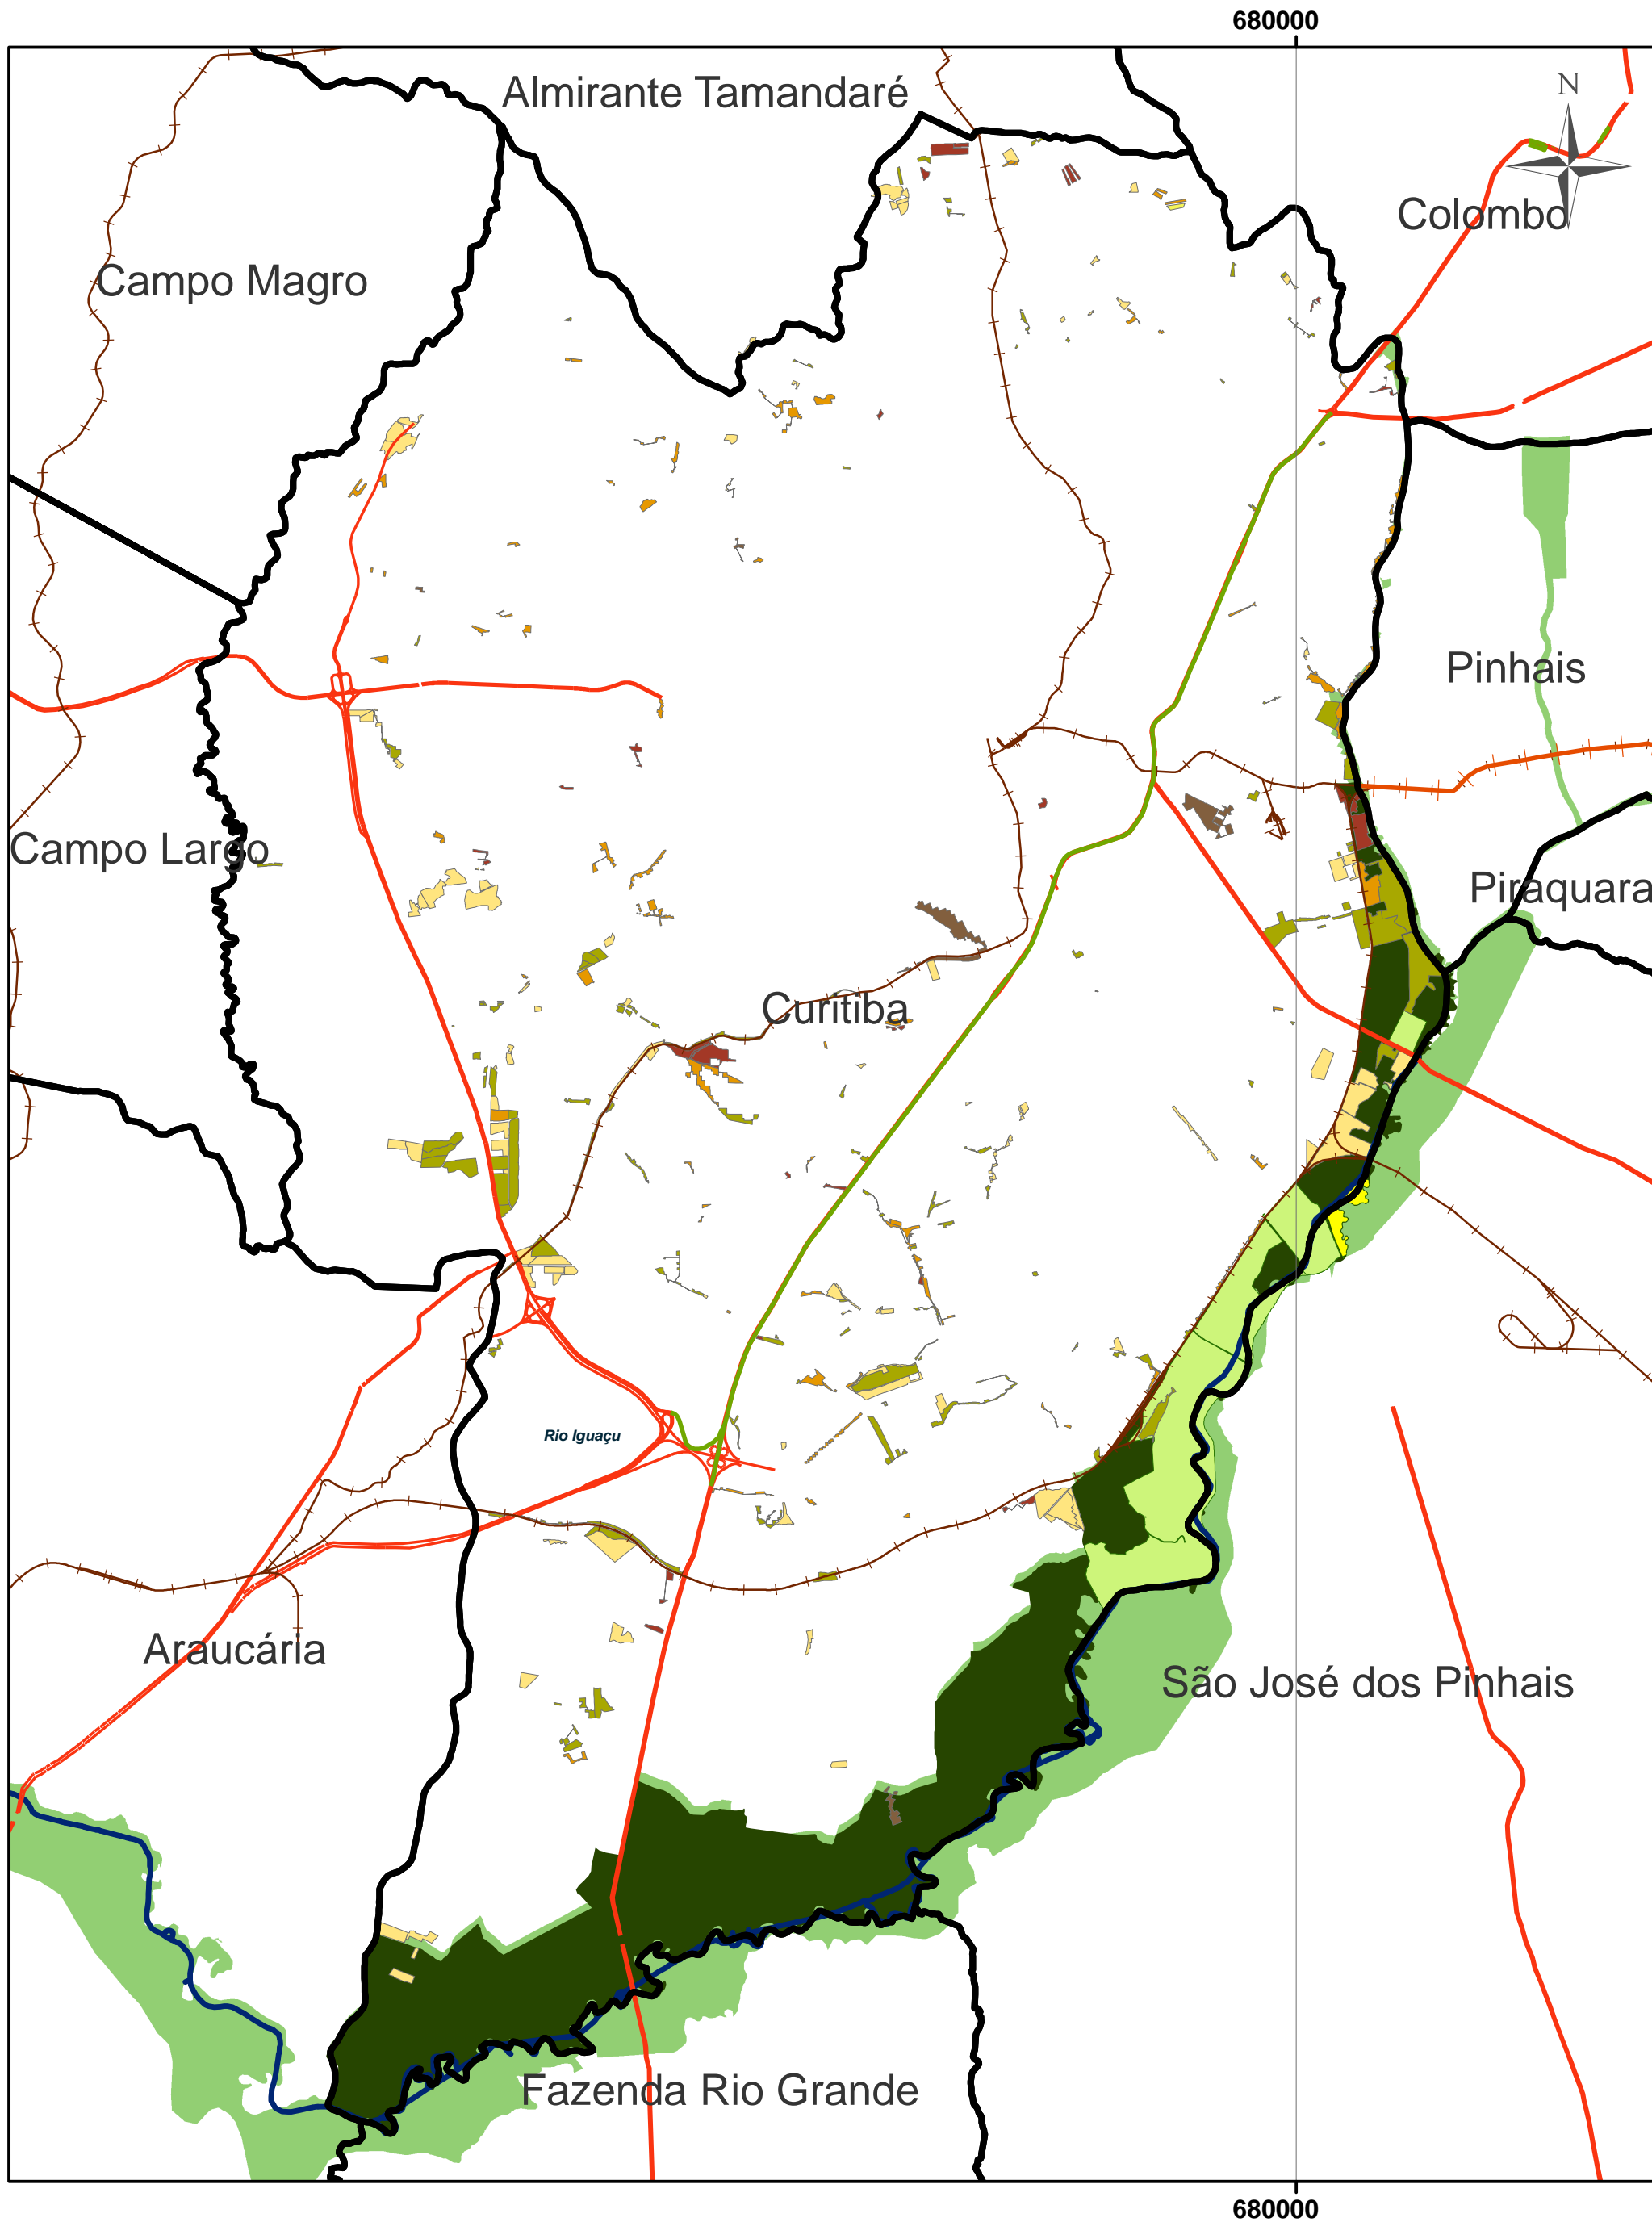 680000
Almirante Tamandaré
N
Colombo
Campo Magro
Pinhais
Campo Largo
Piraquara
Curitiba
Rio Iguaçu
Araucária
São José dos Pinhais
Fazenda Rio Grande
680000